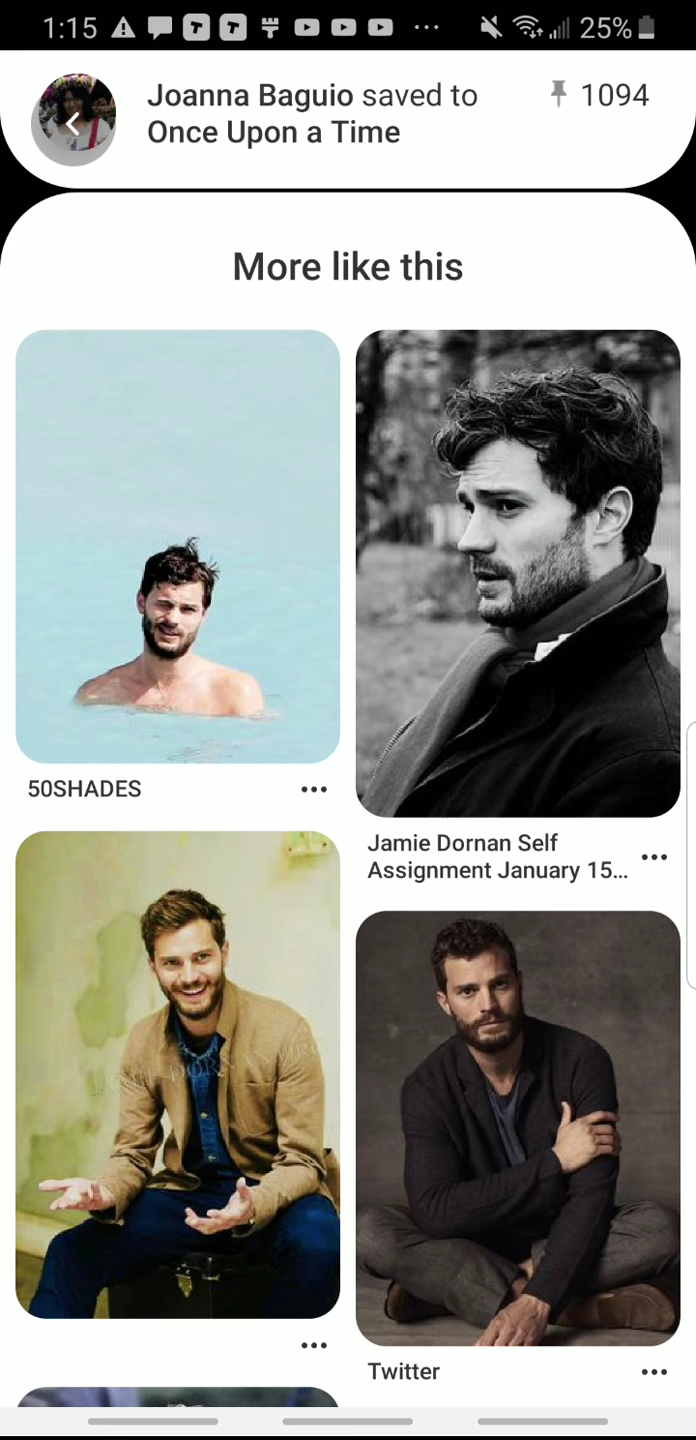 1:15
25%
Joanna Baguio saved to
Once Upon a Time
1094
More like this
50SHADES
Jamie Dornan Self
Assignment January 15...
Twitter